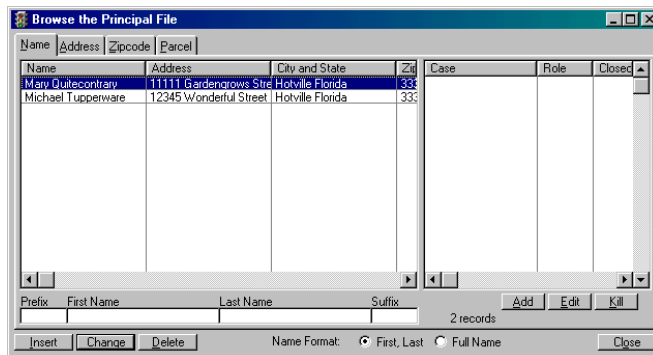 Browse the Principal File
Name Address Zipcode Parcel
Name Address City and State Zip Case Role Closed
Mary Quitecontrary 11111 Gardengrows Stre Hotville Florida 333
Michael Tupperware 12345 Wonderful Street Hotville Florida 333
Prefix First Name Last Name Suffix
Add Edit Kill
2 records
Insert Change Delete Name Format: First, Last Full Name Close